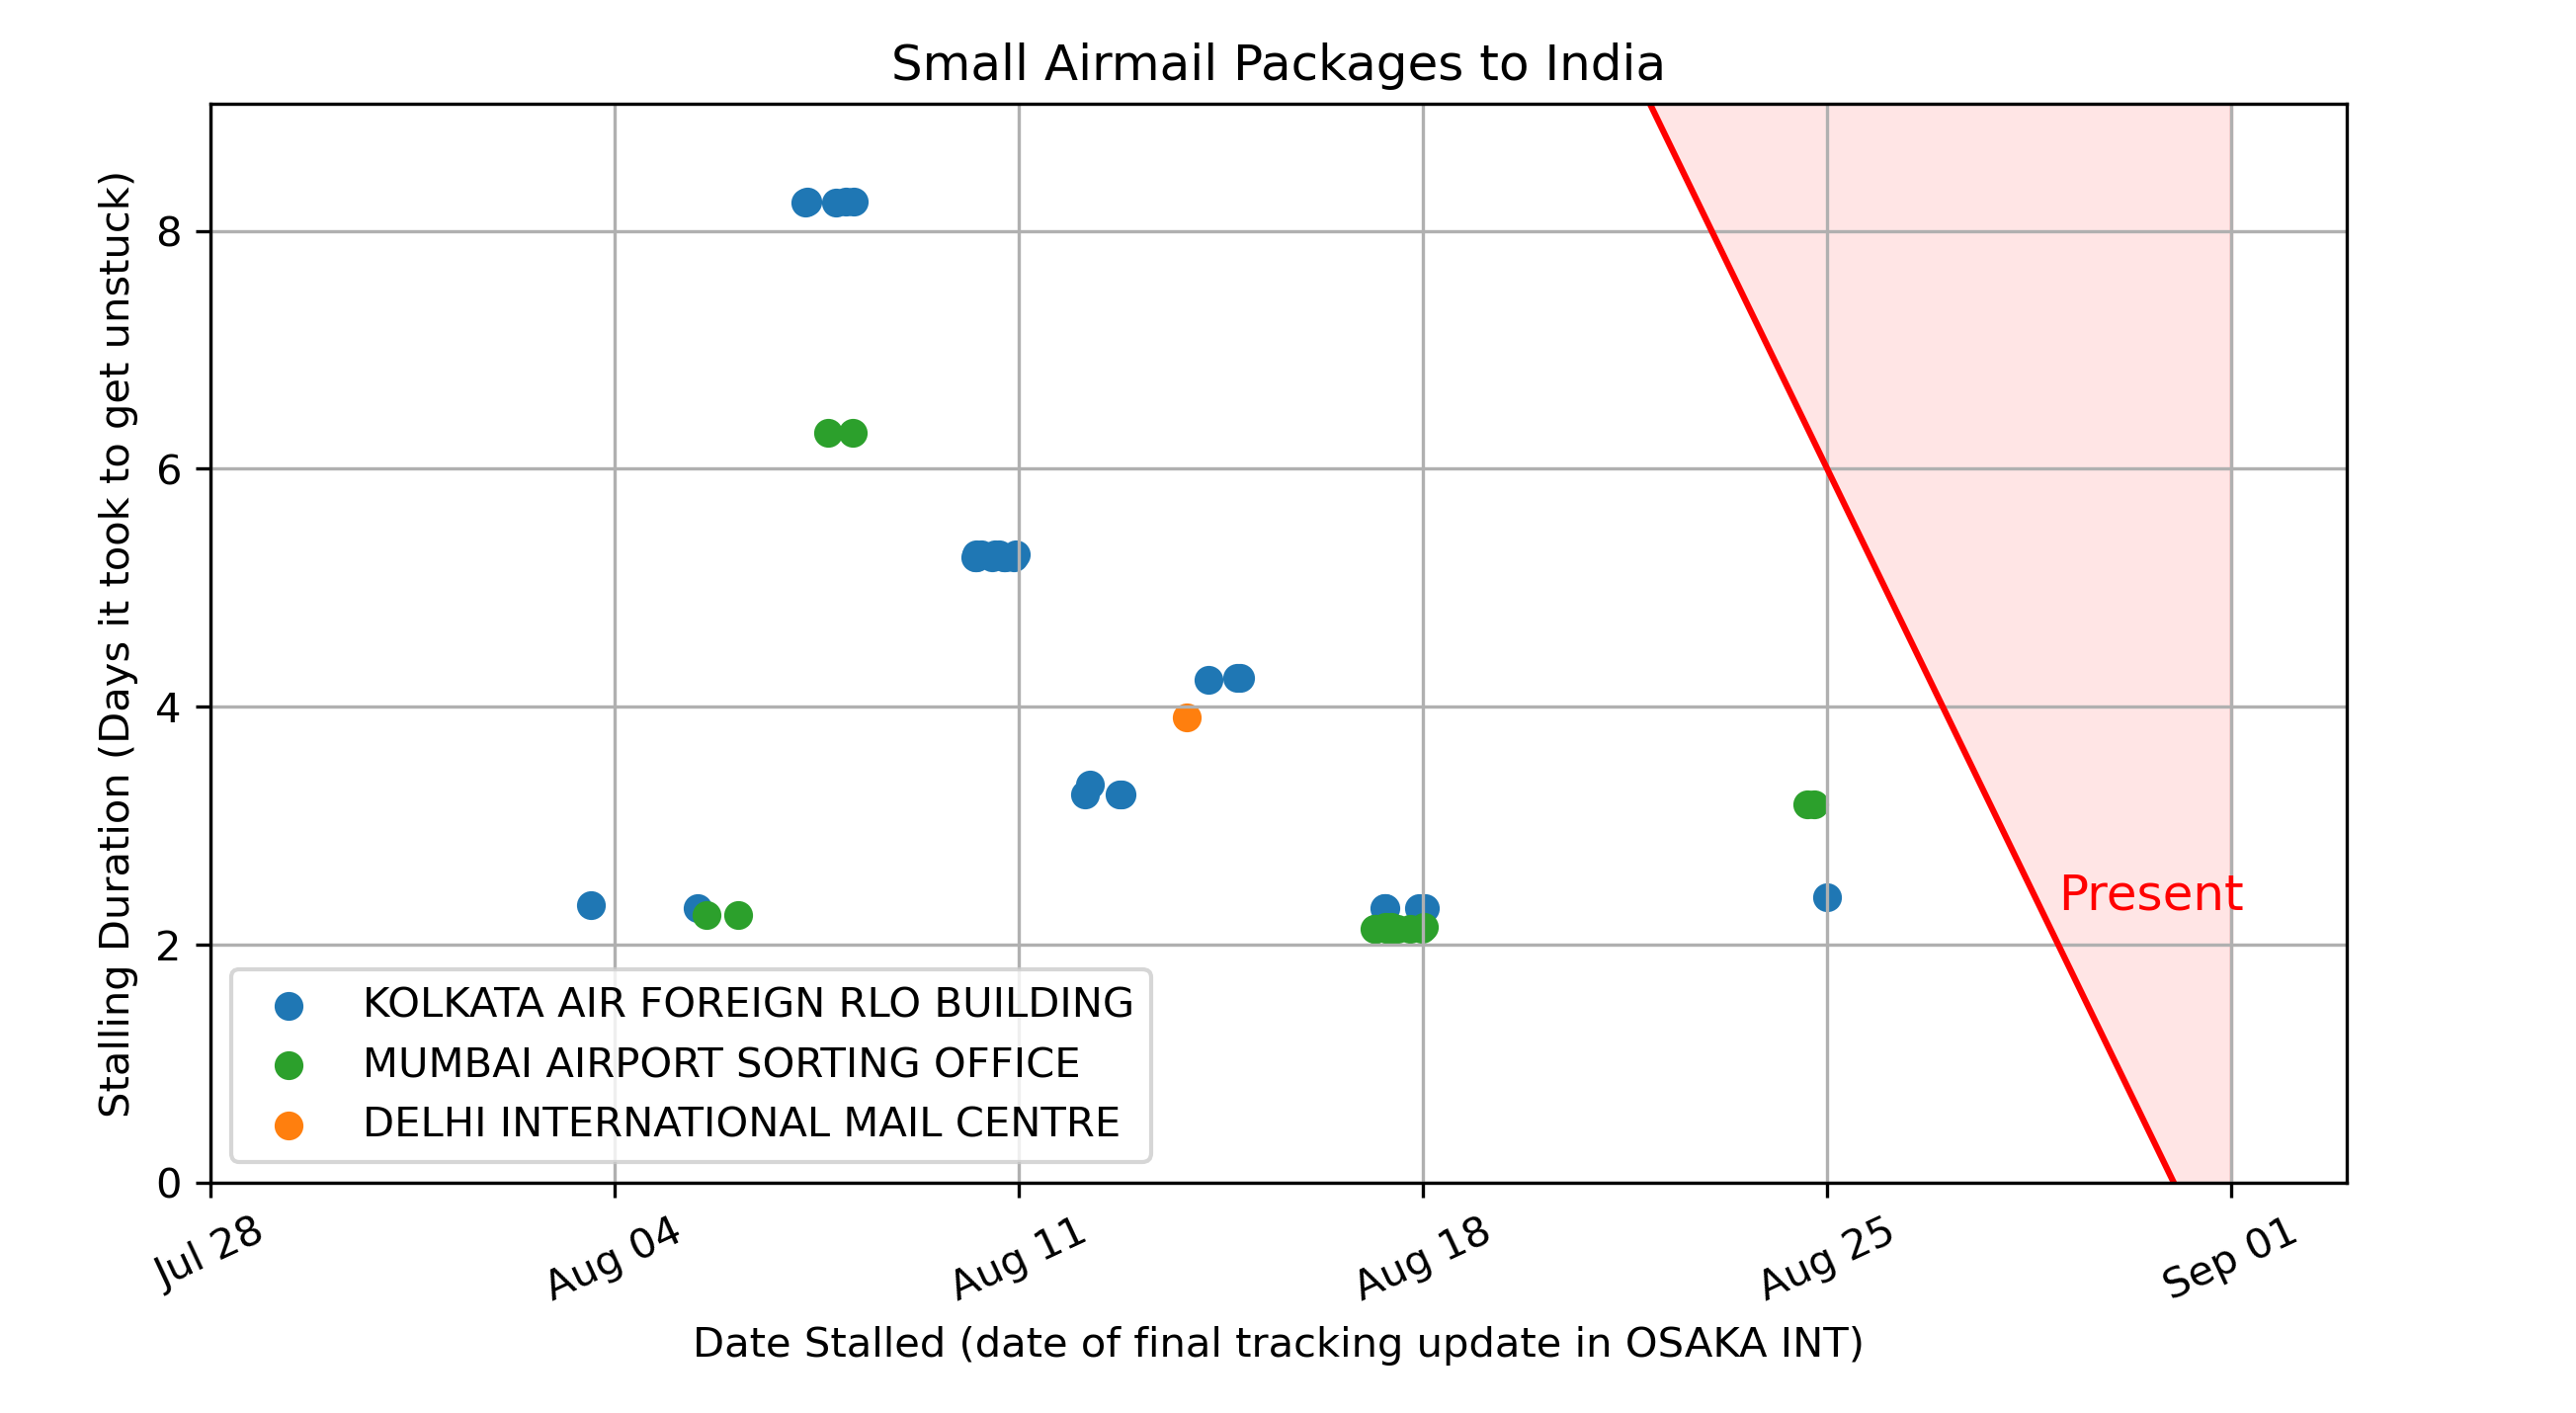 Small Airmail Packages to India
Stalling Duration (Days it took to get unstuck)
8
6
4
2
0
Present
KOLKATA AIR FOREIGN RLO BUILDING
MUMBAI AIRPORT SORTING OFFICE
DELHI INTERNATIONAL MAIL CENTRE
Jul 28
Aug 04
Aug 11
Aug 18
Aug 25
Sep 01
Date Stalled (date of final tracking update in OSAKA INT)